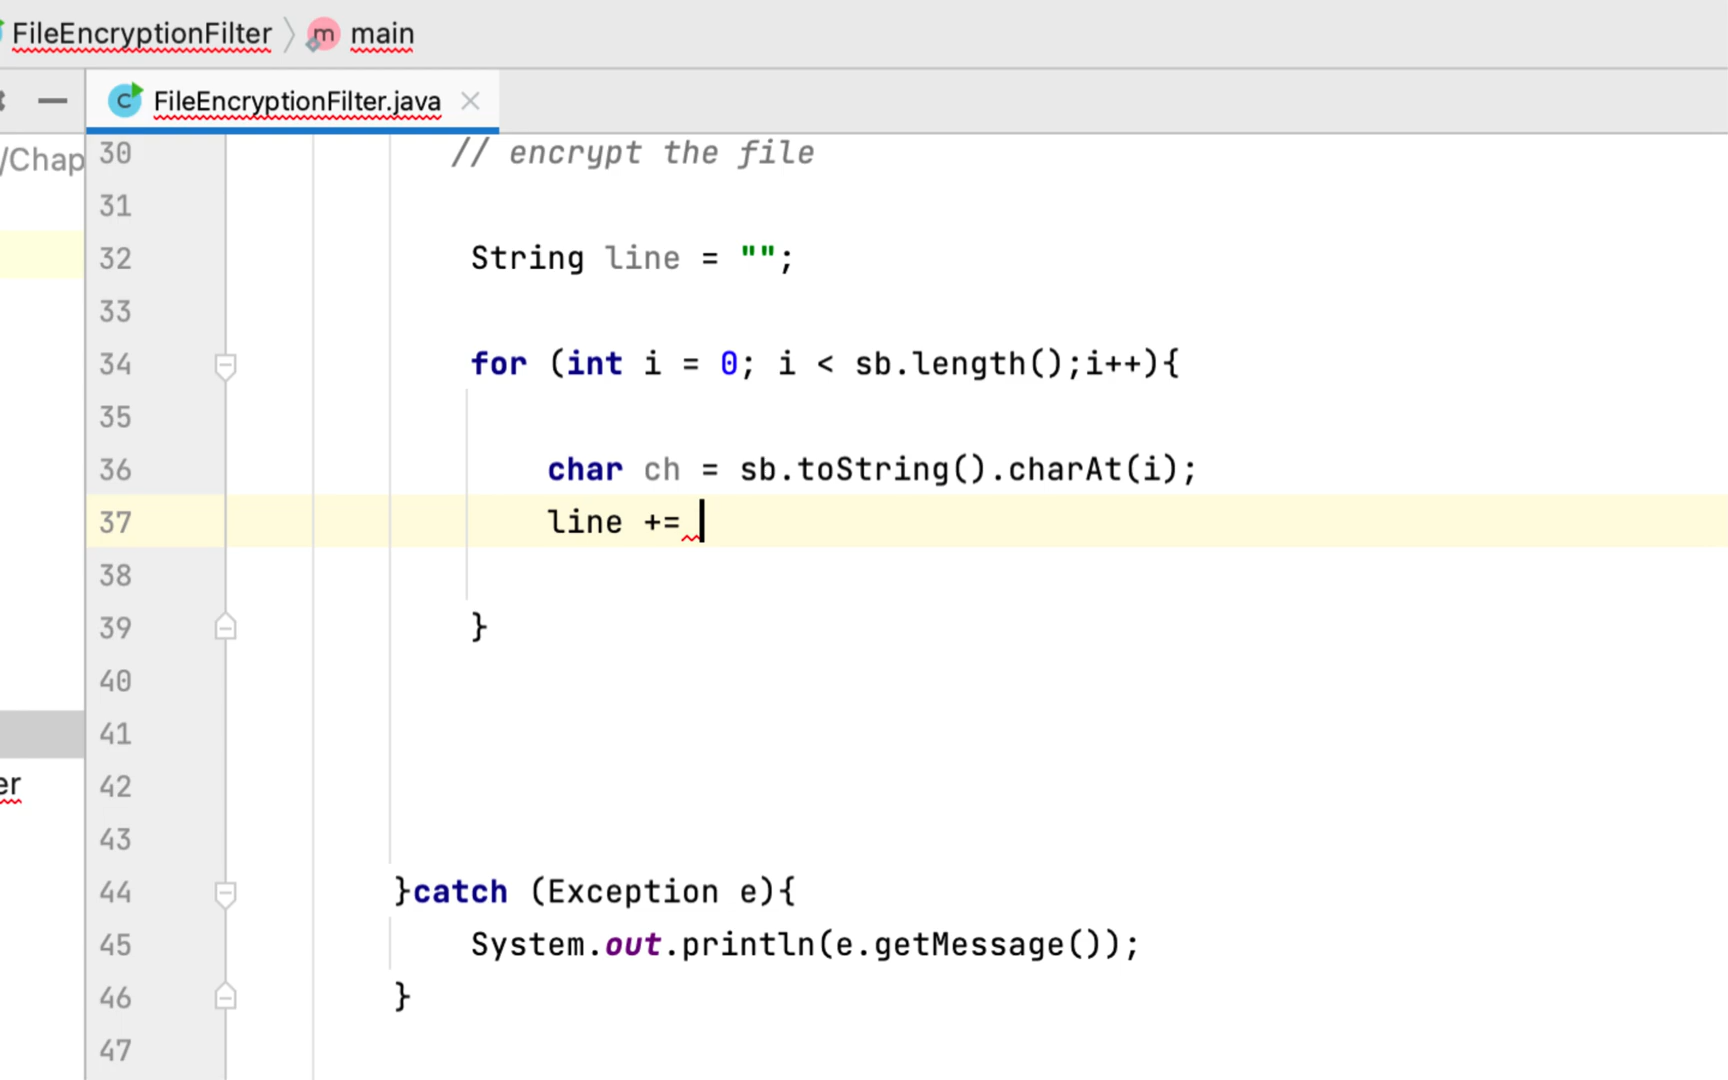 FileEncryptionFilter 〉 m main
C FileEncryptionFilter.java ×
/Chap
30 // encrypt the file
31
32 String line = "";
33
34 for (int i = 0; i < sb.length();i++){
35
36 char ch = sb.toString().charAt(i);
37 line +=
38
39 }
40
41
er
42
43
44 }catch (Exception e){
45 System.out.println(e.getMessage());
46 }
47